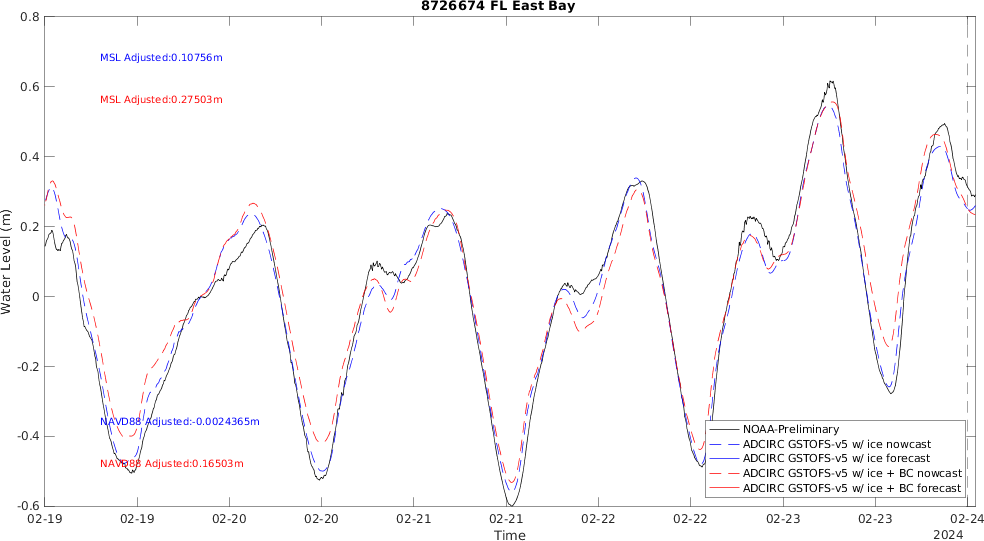 8726674 FL East Bay
0.8
MSL Adjusted:0.10756m
0.6
MSL Adjusted:0.27503m
0.4
0.2
Water Level (m)
0
-0.2
NAVD88 Adjusted:-0.0024365m
-0.4
NAVD88 Adjusted:0.16503m
-0.6
NOAA-Preliminary
ADCIRC GSTOFS-v5 w/ ice nowcast
ADCIRC GSTOFS-v5 w/ ice forecast
ADCIRC GSTOFS-v5 w/ ice + BC nowcast
ADCIRC GSTOFS-v5 w/ ice + BC forecast
02-19 02-19 02-20 02-20 02-21 02-21 02-22 02-22 02-23 02-23 02-24
Time
2024